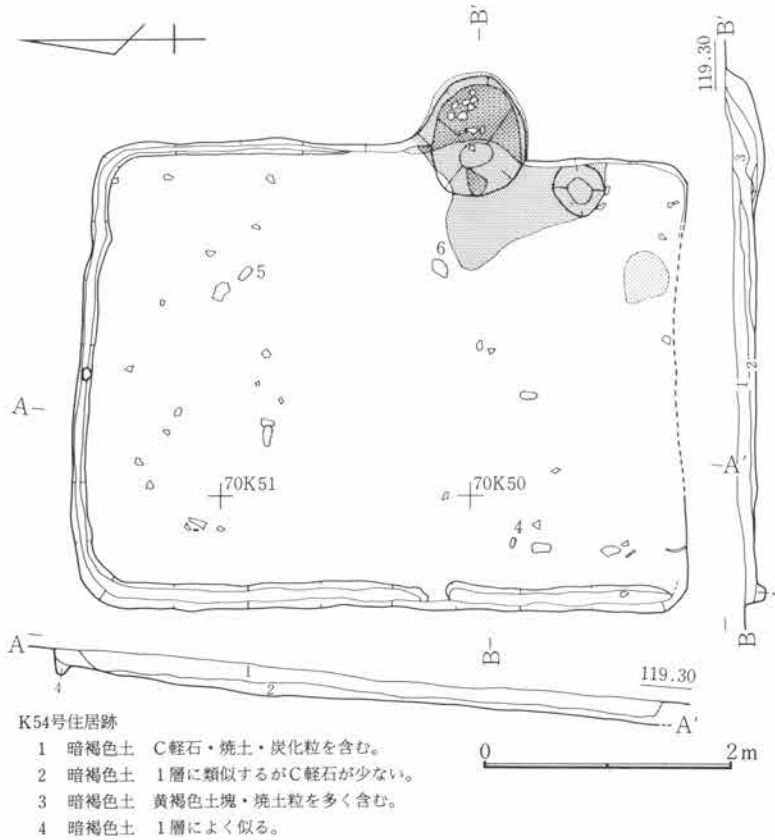 B'
B'
119.30
3
5
6
1
2
A
A'
70K51
70K50
4
B
B
A
1
2
4
119.30
A'
K54号住居跡
1 暗褐色土 C軽石・焼土・炭化粒を含む。
2 暗褐色土 1層に類似するがC軽石が少ない。
3 暗褐色土 黄褐色土塊・焼土粒を多く含む。
4 暗褐色土 1層によく似る。
0 2m